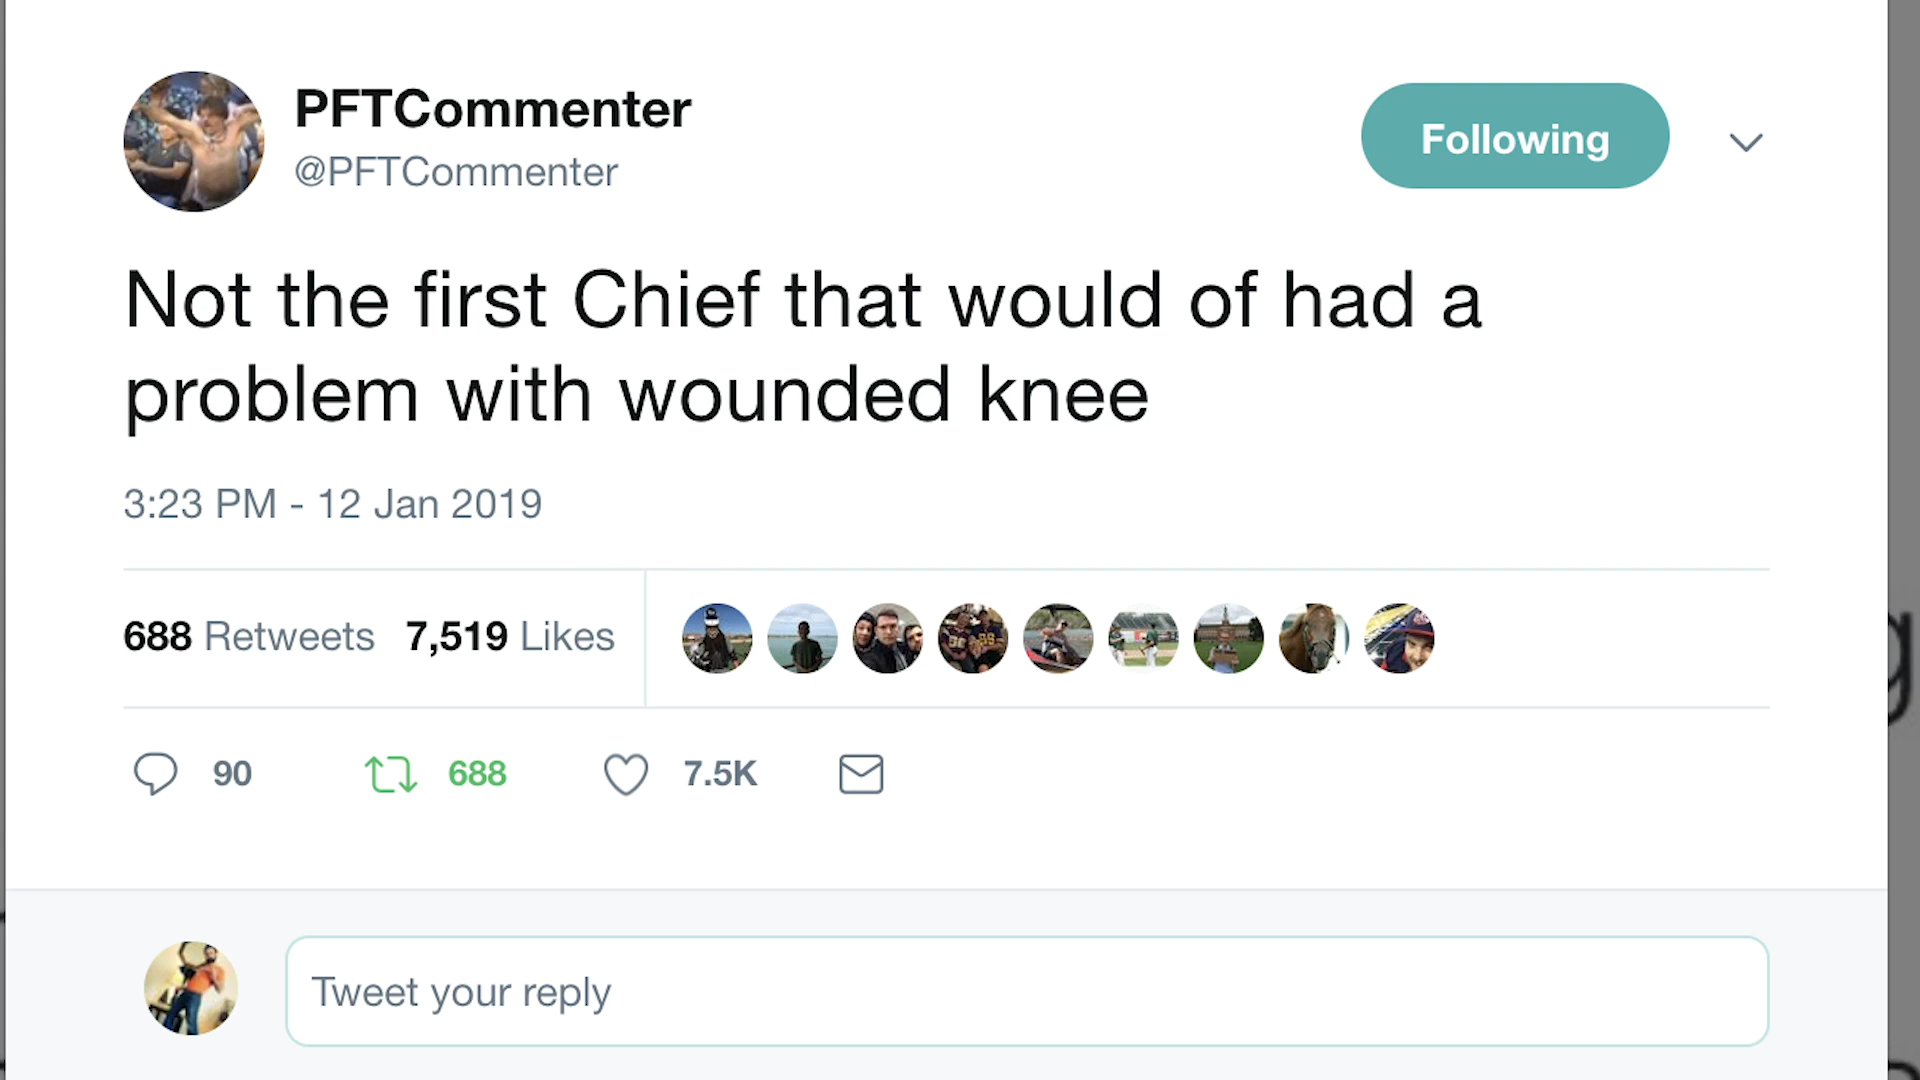 PFTCommenter
@PFTCommenter
Following
Not the first Chief that would of had a
problem with wounded knee
3:23 PM - 12 Jan 2019
688 Retweets 7,519 Likes
90 688 7.5K
Tweet your reply